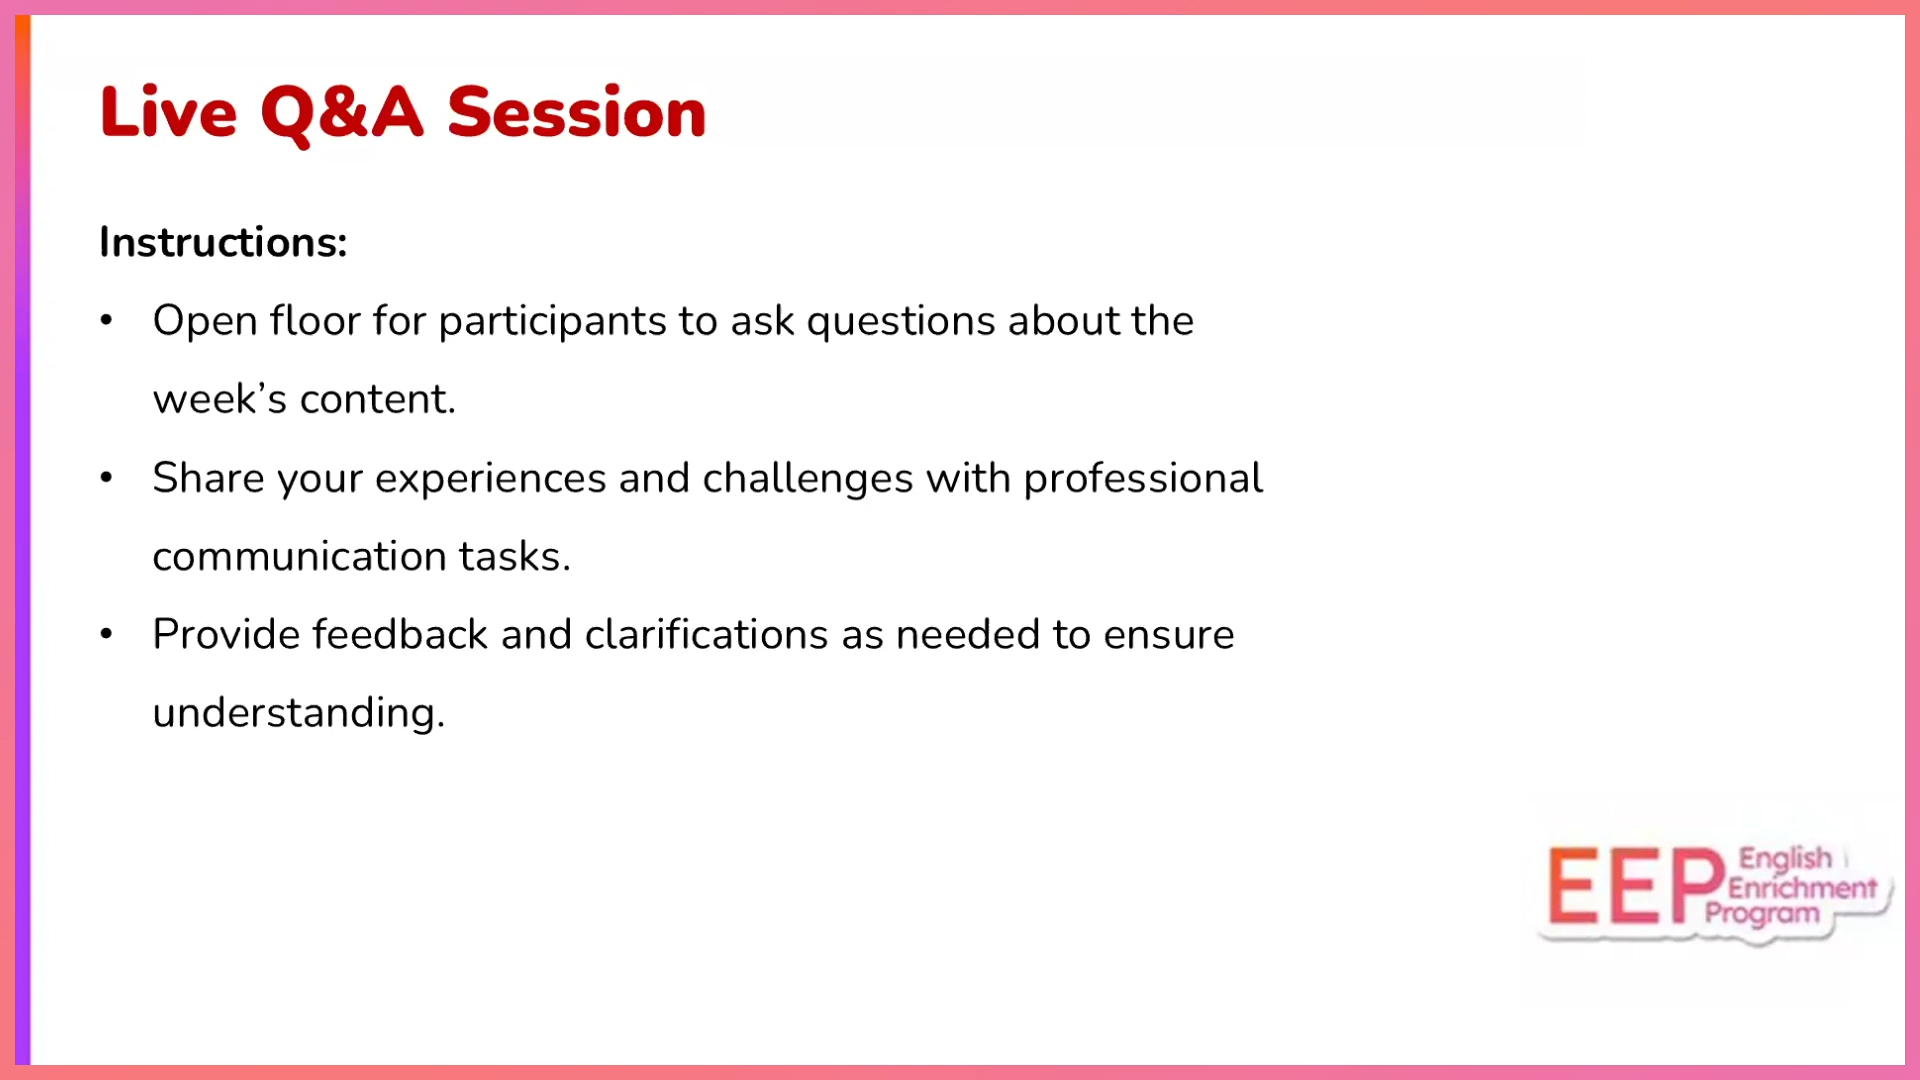 Live Q&A Session
Instructions:
• Open floor for participants to ask questions about the
week’s content.
• Share your experiences and challenges with professional
communication tasks.
• Provide feedback and clarifications as needed to ensure
understanding.
EEP English
Enrichment
Program